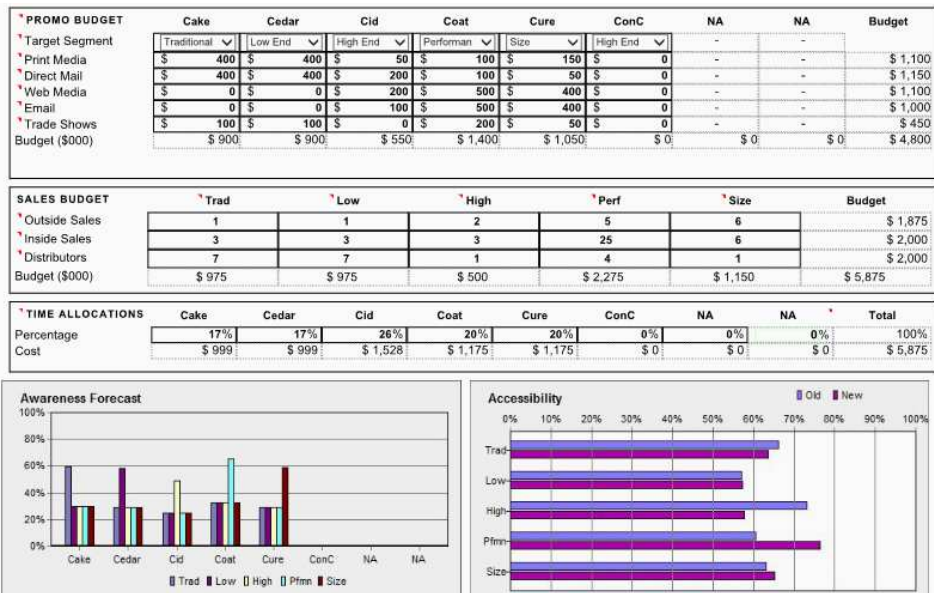 PROMO BUDGET Cake Cedar Cid Coat Cure ConC NA NA Budget
Target Segment Traditional Low End High End Performan Size High End - -
Print Media $ 400 $ 400 $ 50 $ 100 $ 150 $ 0 - - $ 1,100
Direct Mail $ 400 $ 400 $ 200 $ 100 $ 50 $ 0 - - $ 1,150
Web Media $ 0 $ 0 $ 200 $ 500 $ 400 $ 0 - - $ 1,100
Email $ 0 $ 0 $ 100 $ 500 $ 400 $ 0 - - $ 1,000
Trade Shows $ 100 $ 100 $ 0 $ 200 $ 50 $ 0 - - $ 450
Budget ($000) $ 900 $ 900 $ 550 $ 1,400 $ 1,050 $ 0 $ 0 $ 0 $ 4,800
SALES BUDGET Trad Low High Perf Size Budget
Outside Sales 1 1 2 5 6 $ 1,875
Inside Sales 3 3 3 25 6 $ 2,000
Distributors 7 7 1 4 1 $ 2,000
Budget ($000) $ 975 $ 975 $ 500 $ 2,275 $ 1,150 $ 5,875
TIME ALLOCATIONS Cake Cedar Cid Coat Cure ConC NA NA Total
Percentage 17% 17% 26% 20% 20% 0% 0% 0% 100%
Cost $ 999 $ 999 $ 1,528 $ 1,175 $ 1,175 $ 0 $ 0 $ 0 $ 5,875
Awareness Forecast
100%
80%
60%
40%
20%
0%
Cake Cedar Cid Coat Cure ConC NA NA
Trad Low High Pfmn Size
Accessibility Old New
0% 10% 20% 30% 40% 50% 60% 70% 80% 90% 100%
Trad
Low
High
Pfmn
Size